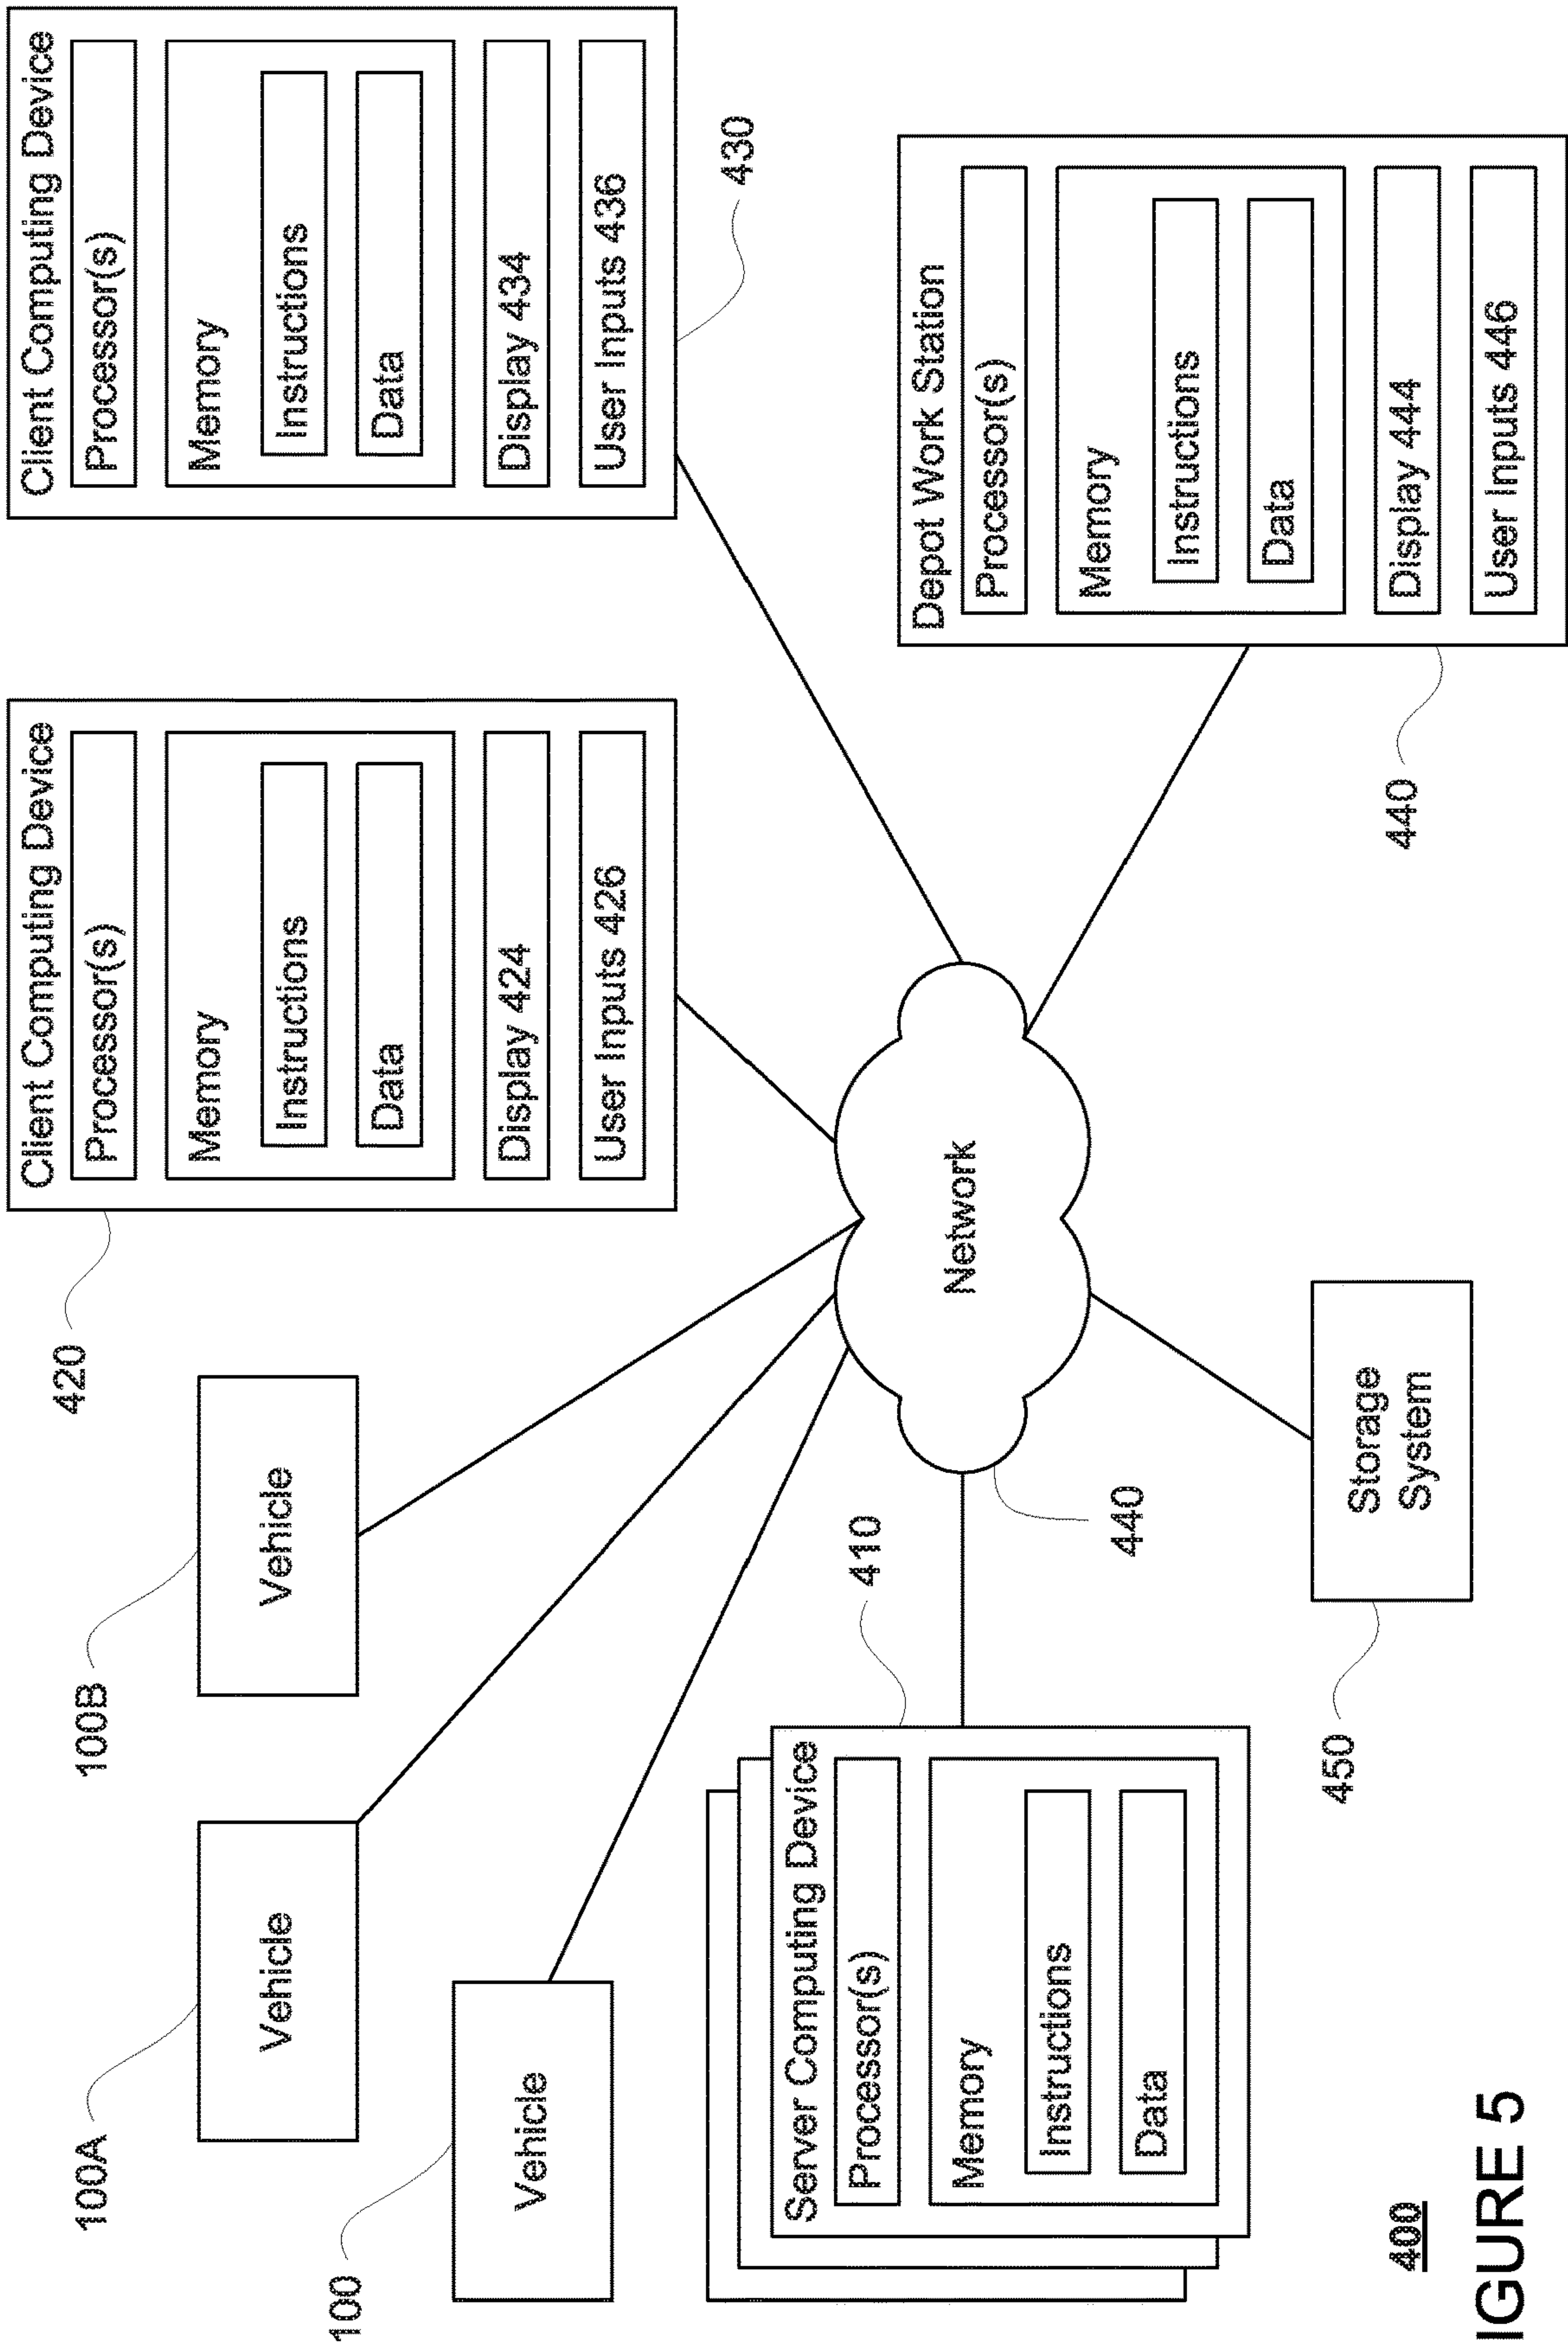 100
Vehicle
100A
Vehicle
100B
Vehicle
420
Client Computing Device
Processor(s)
Memory
Instructions
Data
Display 424
User Inputs 426
Client Computing Device
Processor(s)
Memory
Instructions
Data
Display 434
User Inputs 436
430
Server Computing Device
Processor(s)
Memory
Instructions
Data
410
Network
440
Storage
System
450
Depot Work Station
Processor(s)
Memory
Instructions
Data
Display 444
User Inputs 446
440
400
IGURE 5